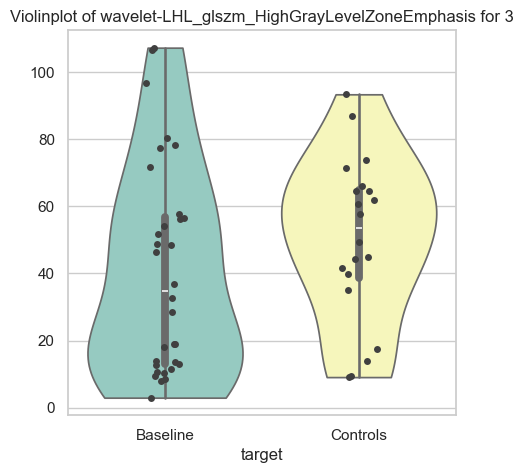 Violinplot of wavelet-LHL_glszm_HighGrayLevelZoneEmphasis for 3
100
80
60
40
20
0
Baseline
Controls
target